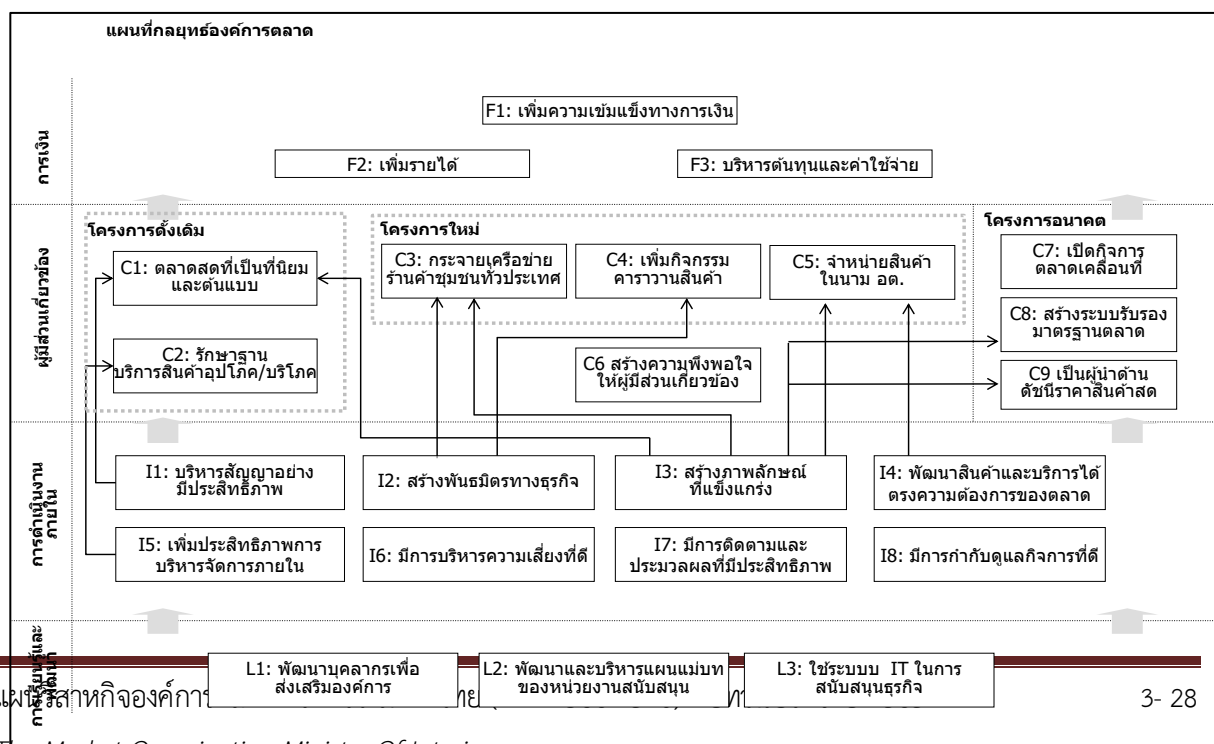 แผนที่กลยุทธ์องค์การตลาด
การเงิน
F1: เพิ่มความเข้มแข็งทางการเงิน
F2: เพิ่มรายได้
F3: บริหารต้นทุนและค่าใช้จ่าย
ผู้มีส่วนเกี่ยวข้อง
โครงการดั้งเดิม
C1: ตลาดสดที่เป็นที่นิยม
และต้นแบบ
C2: รักษาฐาน
บริการสินค้าอุปโภค/บริโภค
โครงการใหม่
C3: กระจายเครือข่าย
ร้านค้าชุมชนทั่วประเทศ
C4: เพิ่มกิจกรรม
คาราวานสินค้า
C5: จำหน่ายสินค้า
ในนาม อต.
C6 สร้างความพึงพอใจ
ให้ผู้มีส่วนเกี่ยวข้อง
โครงการอนาคต
C7: เปิดกิจการ
ตลาดเคลื่อนที่
C8: สร้างระบบรับรอง
มาตรฐานตลาด
C9 เป็นผู้นำด้าน
ดัชนีราคาสินค้าสด
การดำเนินงาน
ภายใน
I1: บริหารสัญญาอย่าง
มีประสิทธิภาพ
I2: สร้างพันธมิตรทางธุรกิจ
I3: สร้างภาพลักษณ์
ที่แข็งแกร่ง
I4: พัฒนาสินค้าและบริการได้
ตรงความต้องการของตลาด
I5: เพิ่มประสิทธิภาพการ
บริหารจัดการภายใน
I6: มีการบริหารความเสี่ยงที่ดี
I7: มีการติดตามและ
ประมวลผลที่มีประสิทธิภาพ
I8: มีการกำกับดูแลกิจการที่ดี
การเรียนรู้และ
พัฒนา
L1: พัฒนาบุคลากรเพื่อ
ส่งเสริมองค์การ
L2: พัฒนาและบริหารแผนแม่บท
ของหน่วยงานสนับสนุน
L3: ใช้ระบบบ IT ในการ
สนับสนุนธุรกิจ
3- 28